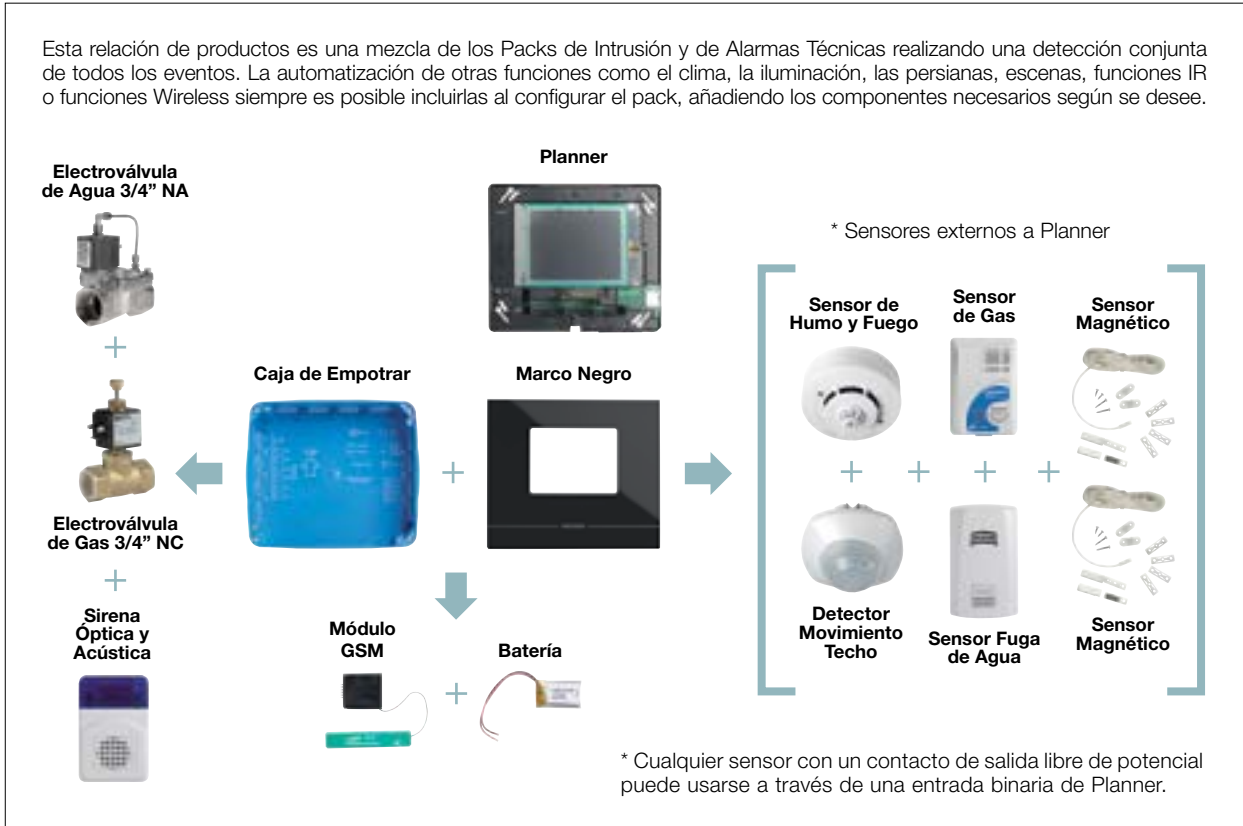 Esta relación de productos es una mezcla de los Packs de Intrusión y de Alarmas Técnicas realizando una detección conjunta
de todos los eventos. La automatización de otras funciones como el clima, la iluminación, las persianas, escenas, funciones IR
o funciones Wireless siempre es posible incluirlas al configurar el pack, añadiendo los componentes necesarios según se desee.
Electroválvula
de Agua 3/4” NA
Planner
* Sensores externos a Planner
Sensor de
Humo y Fuego
Sensor
de Gas
Sensor
Magnético
Caja de Empotrar
Marco Negro
Electroválvula
de Gas 3/4” NC
Detector
Movimiento
Techo
Sensor Fuga
de Agua
Sensor
Magnético
Sirena
Óptica y
Acústica
Módulo
GSM
Batería
* Cualquier sensor con un contacto de salida libre de potencial
puede usarse a través de una entrada binaria de Planner.